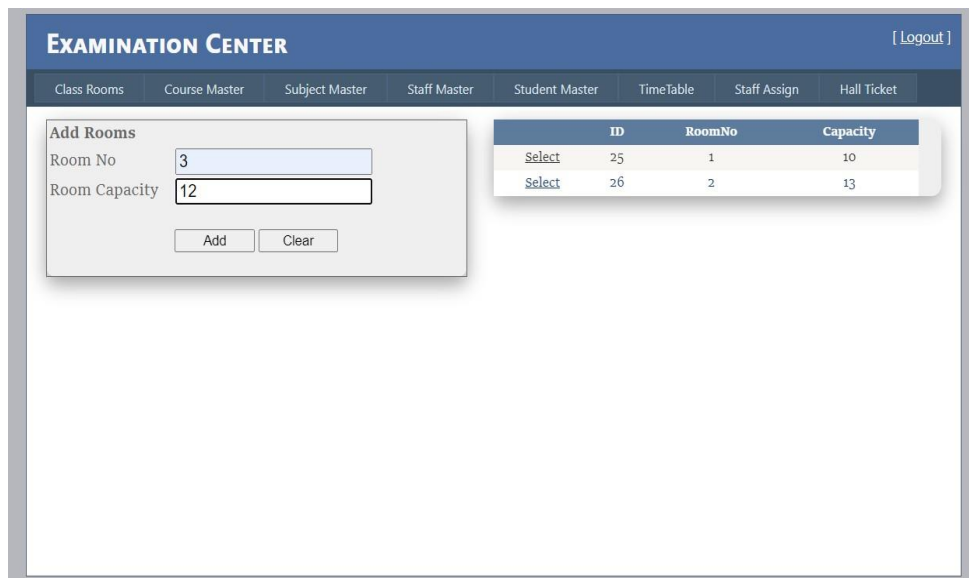 EXAMINATION CENTER
[ Logout ]
Class Rooms Course Master Subject Master Staff Master Student Master TimeTable Staff Assign Hall Ticket
Add Rooms
Room No 3
Room Capacity 12
Add Clear
ID RoomNo Capacity
Select 25 1 10
Select 26 2 13